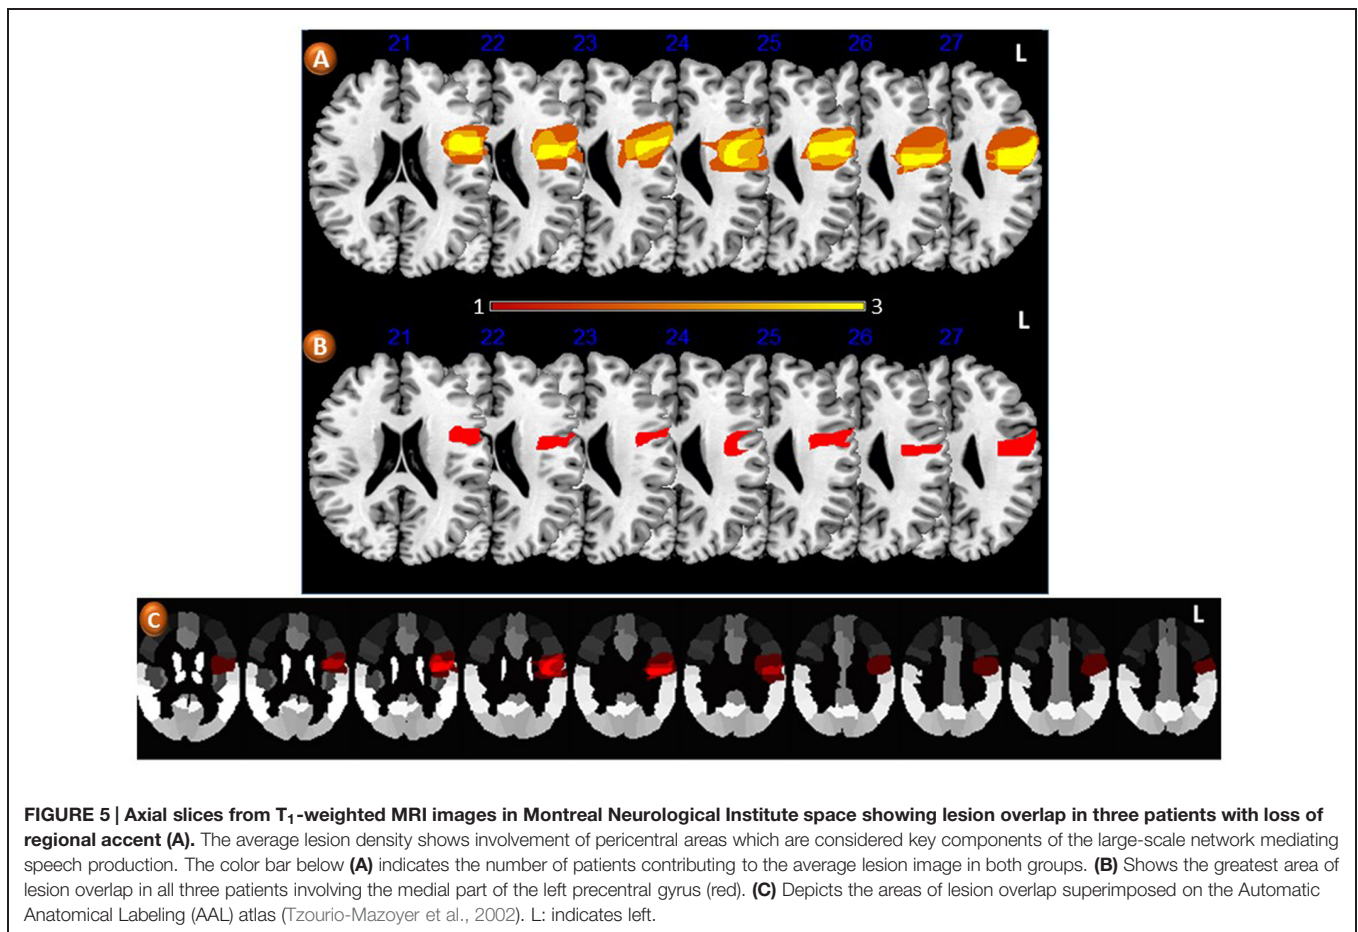 21 22 23 24 25 26 27 L
A
1 3
L
21 22 23 24 25 26 27
B
C L
FIGURE 5 | Axial slices from T1-weighted MRI images in Montreal Neurological Institute space showing lesion overlap in three patients with loss of
regional accent (A). The average lesion density shows involvement of pericentral areas which are considered key components of the large-scale network mediating
speech production. The color bar below (A) indicates the number of patients contributing to the average lesion image in both groups. (B) Shows the greatest area of
lesion overlap in all three patients involving the medial part of the left precentral gyrus (red). (C) Depicts the areas of lesion overlap superimposed on the Automatic
Anatomical Labeling (AAL) atlas (Tzourio-Mazoyer et al., 2002). L: indicates left.